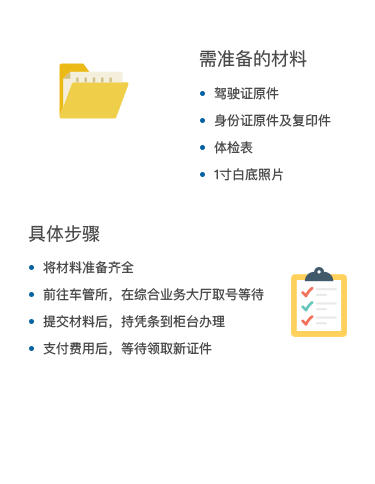 需准备的材料
驾驶证原件
身份证原件及复印件
体检表
1寸白底照片
具体步骤
将材料准备齐全
前往车管所，在综合业务大厅取号等待
提交材料后，持凭条到柜台办理
支付费用后，等待领取新证件